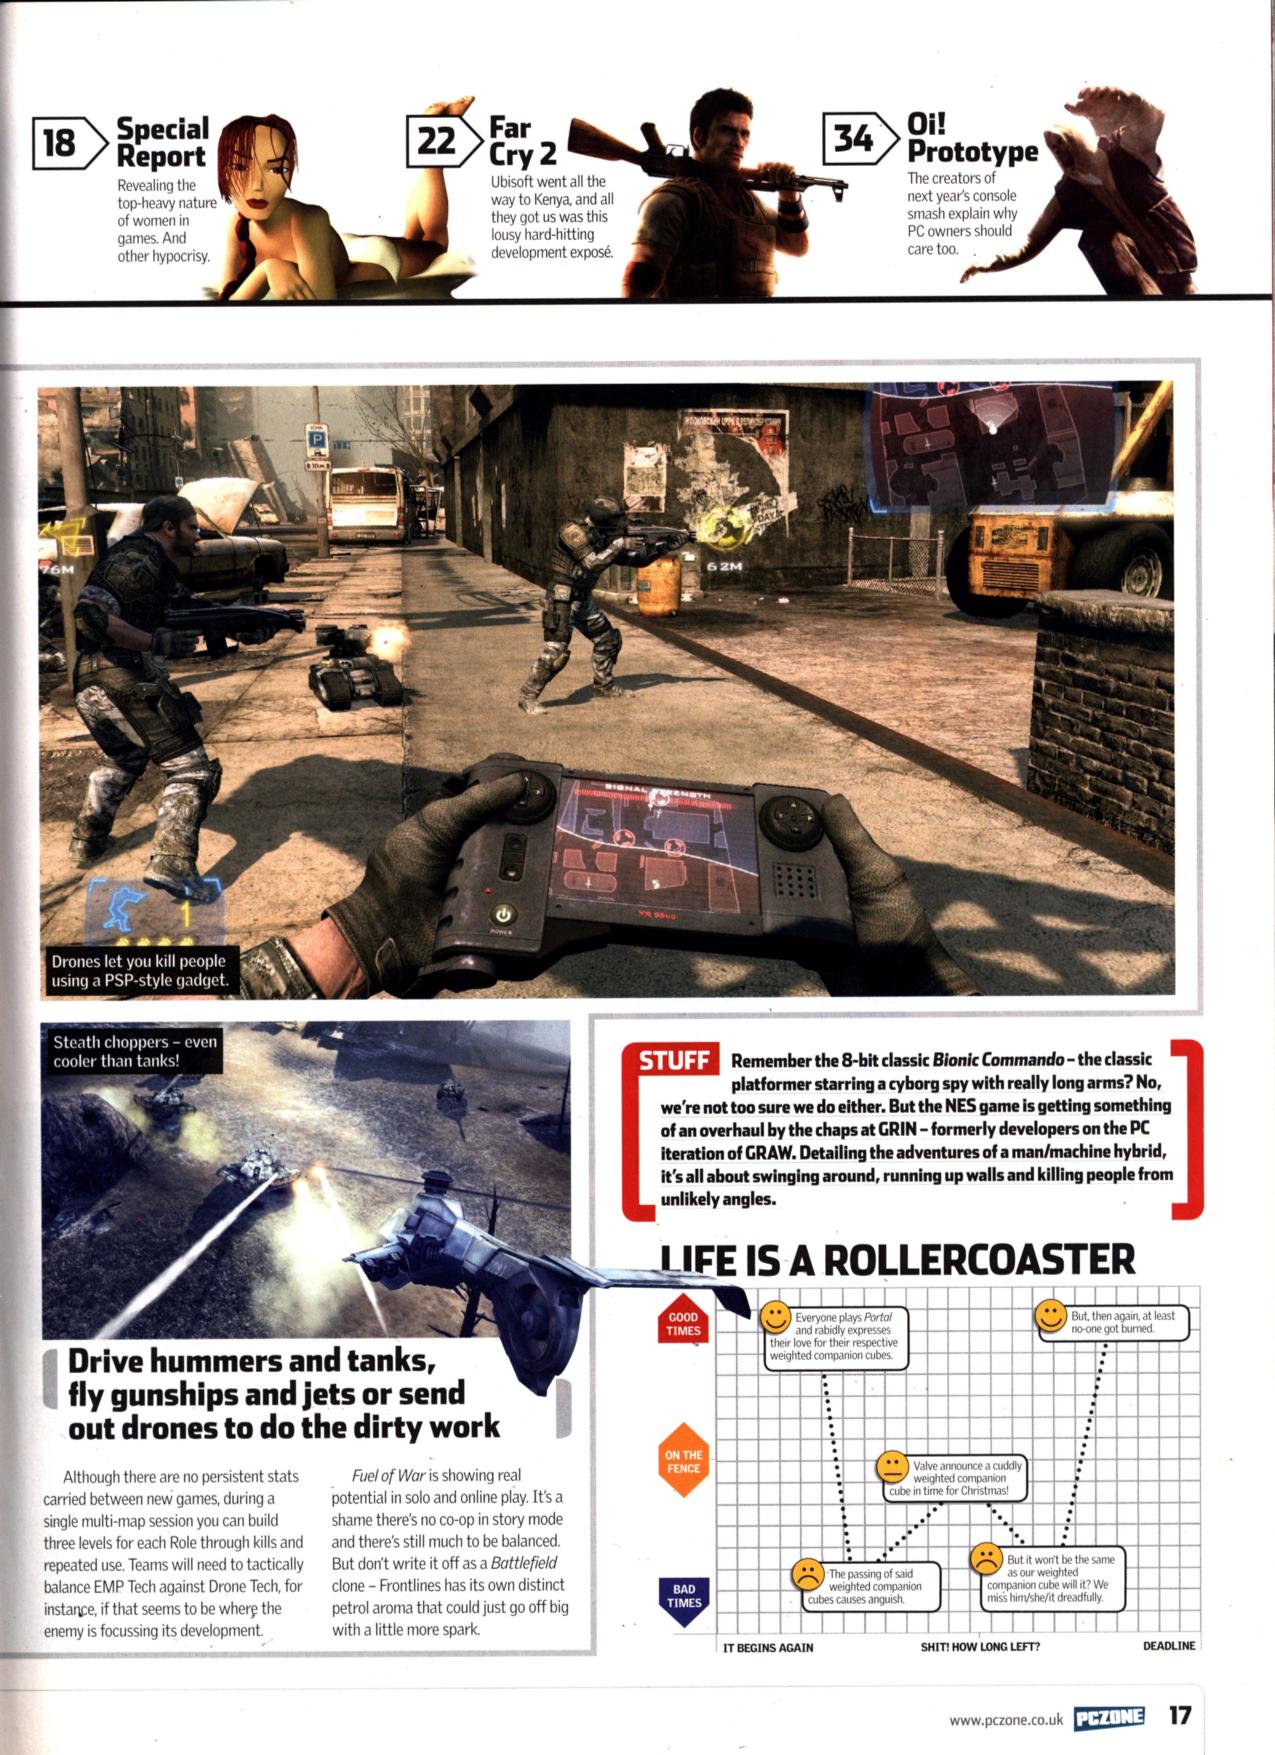 18
Special
Report
Revealing the
top-heavy nature
of women in
games. And
other hypocrisy.
22
Far
Cry 2
Ubisoft went all the
way to Kenya, and all
they got us was this
lousy hard-hitting
development exposé.
34
Oi!
Prototype
The creators of
next year's console
smash explain why
PC owners should
care too.
P
76M
62M
SIGNAL STRENGTH
POWER
1
Drones let you kill people
using a PSP-style gadget.
Steath choppers – even
cooler than tanks!
Drive hummers and tanks,
fly gunships and jets or send
out drones to do the dirty work
Although there are no persistent stats
carried between new games, during a
single multi-map session you can build
three levels for each Role through kills and
repeated use. Teams will need to tactically
balance EMP Tech against Drone Tech, for
instance, if that seems to be where the
enemy is focussing its development.
Fuel of War is showing real
potential in solo and online play. It's a
shame there's no co-op in story mode
and there's still much to be balanced.
But don't write it off as a Battlefield
clone – Frontlines has its own distinct
petrol aroma that could just go off big
with a little more spark.
STUFF Remember the 8-bit classic Bionic Commando – the classic
platformer starring a cyborg spy with really long arms? No,
we're not too sure we do either. But the NES game is getting something
of an overhaul by the chaps at GRIN – formerly developers on the PC
iteration of GRAW. Detailing the adventures of a man/machine hybrid,
it's all about swinging around, running up walls and killing people from
unlikely angles.
LIFE IS A ROLLERCOASTER
GOOD
TIMES
Everyone plays Portal
and rabidly expresses
their love for their respective
weighted companion cubes.
But, then again, at least
no-one got burned.
ON THE
FENCE
Valve announce a cuddly
weighted companion
cube in time for Christmas!
BAD
TIMES
The passing of said
weighted companion
cubes causes anguish.
But it won't be the same
as our weighted
companion cube will it? We
miss him/she/it dreadfully.
IT BEGINS AGAIN
SHIT! HOW LONG LEFT?
DEADLINE
www.pczone.co.uk PCZONE 17